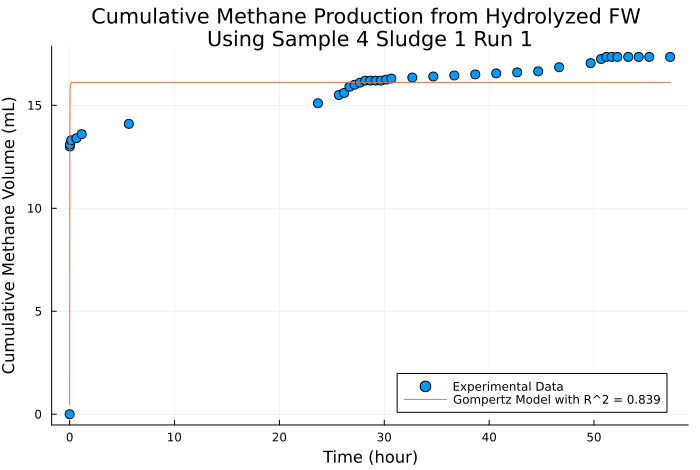 Cumulative Methane Production from Hydrolyzed FW
Using Sample 4 Sludge 1 Run 1
Cumulative Methane Volume (mL)
15
10
5
0
0
10
20
30
40
50
Time (hour)
Experimental Data
Gompertz Model with R^2 = 0.839